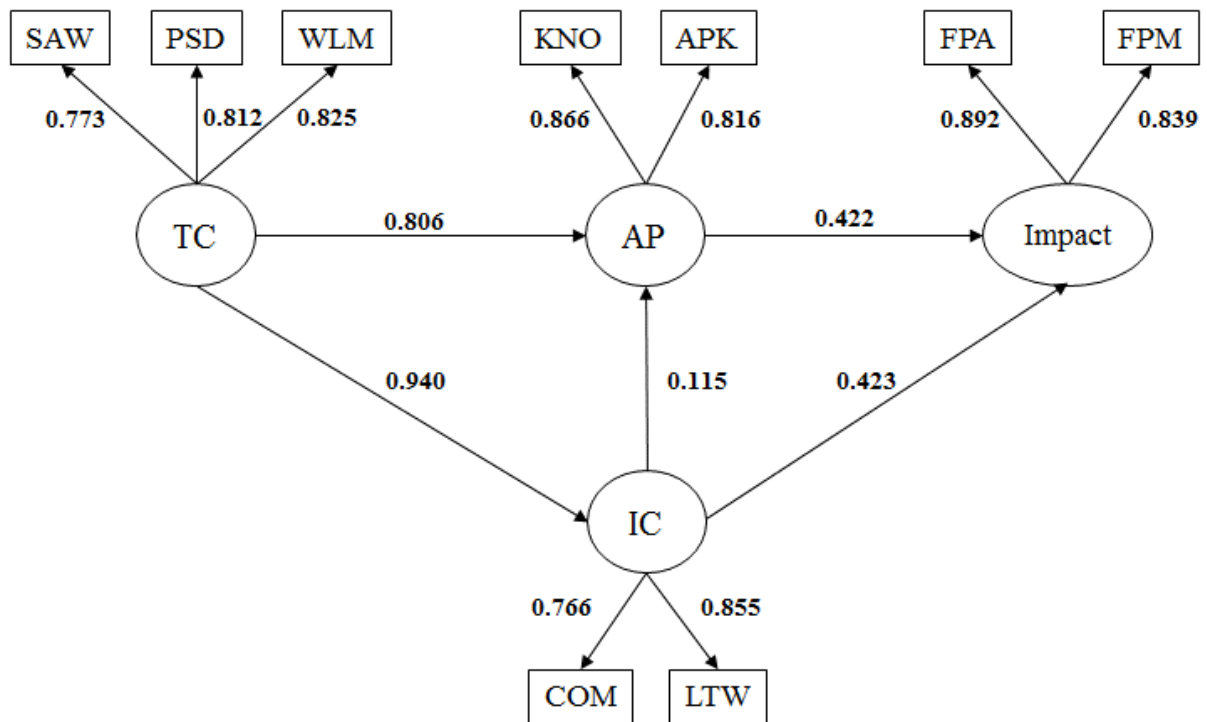 SAW PSD WLM KNO APK FPA FPM
0.773 0.812 0.825 0.866 0.816 0.892 0.839
TC 0.806 AP 0.422 Impact
0.940 0.115 0.423
IC
0.766 0.855
COM LTW